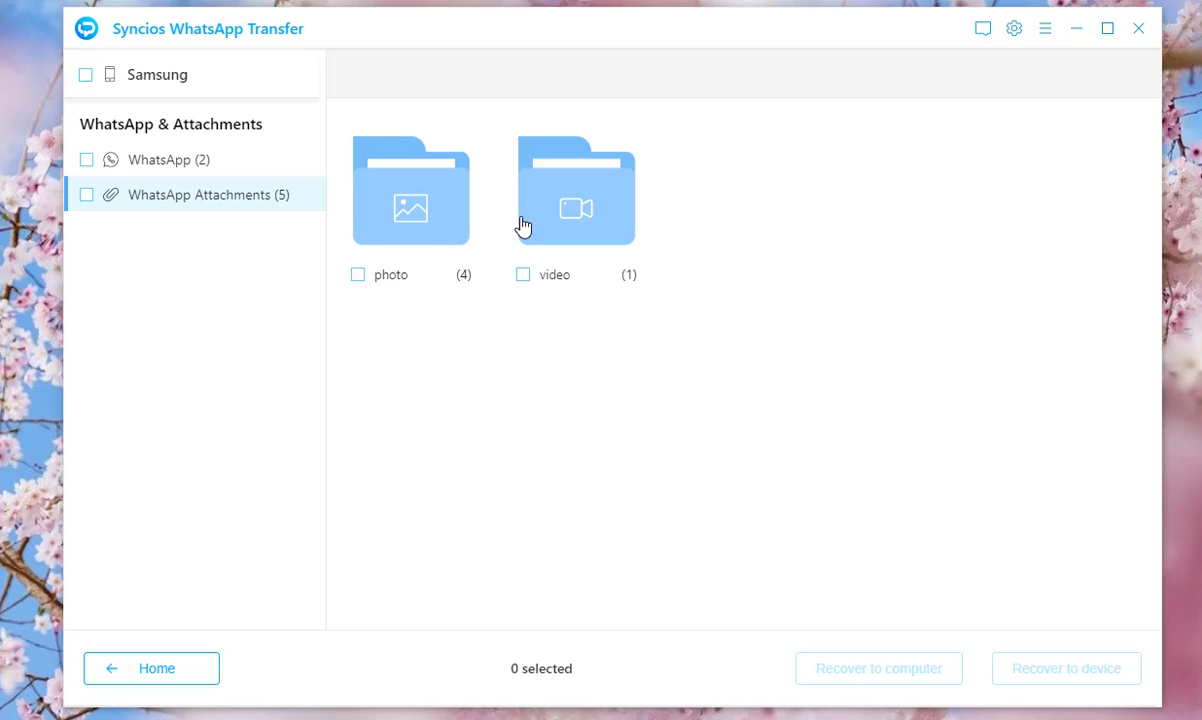 Syncios WhatsApp Transfer
Samsung
WhatsApp & Attachments
WhatsApp (2)
WhatsApp Attachments (5)
photo (4)
video (1)
Home
0 selected
Recover to computer
Recover to device